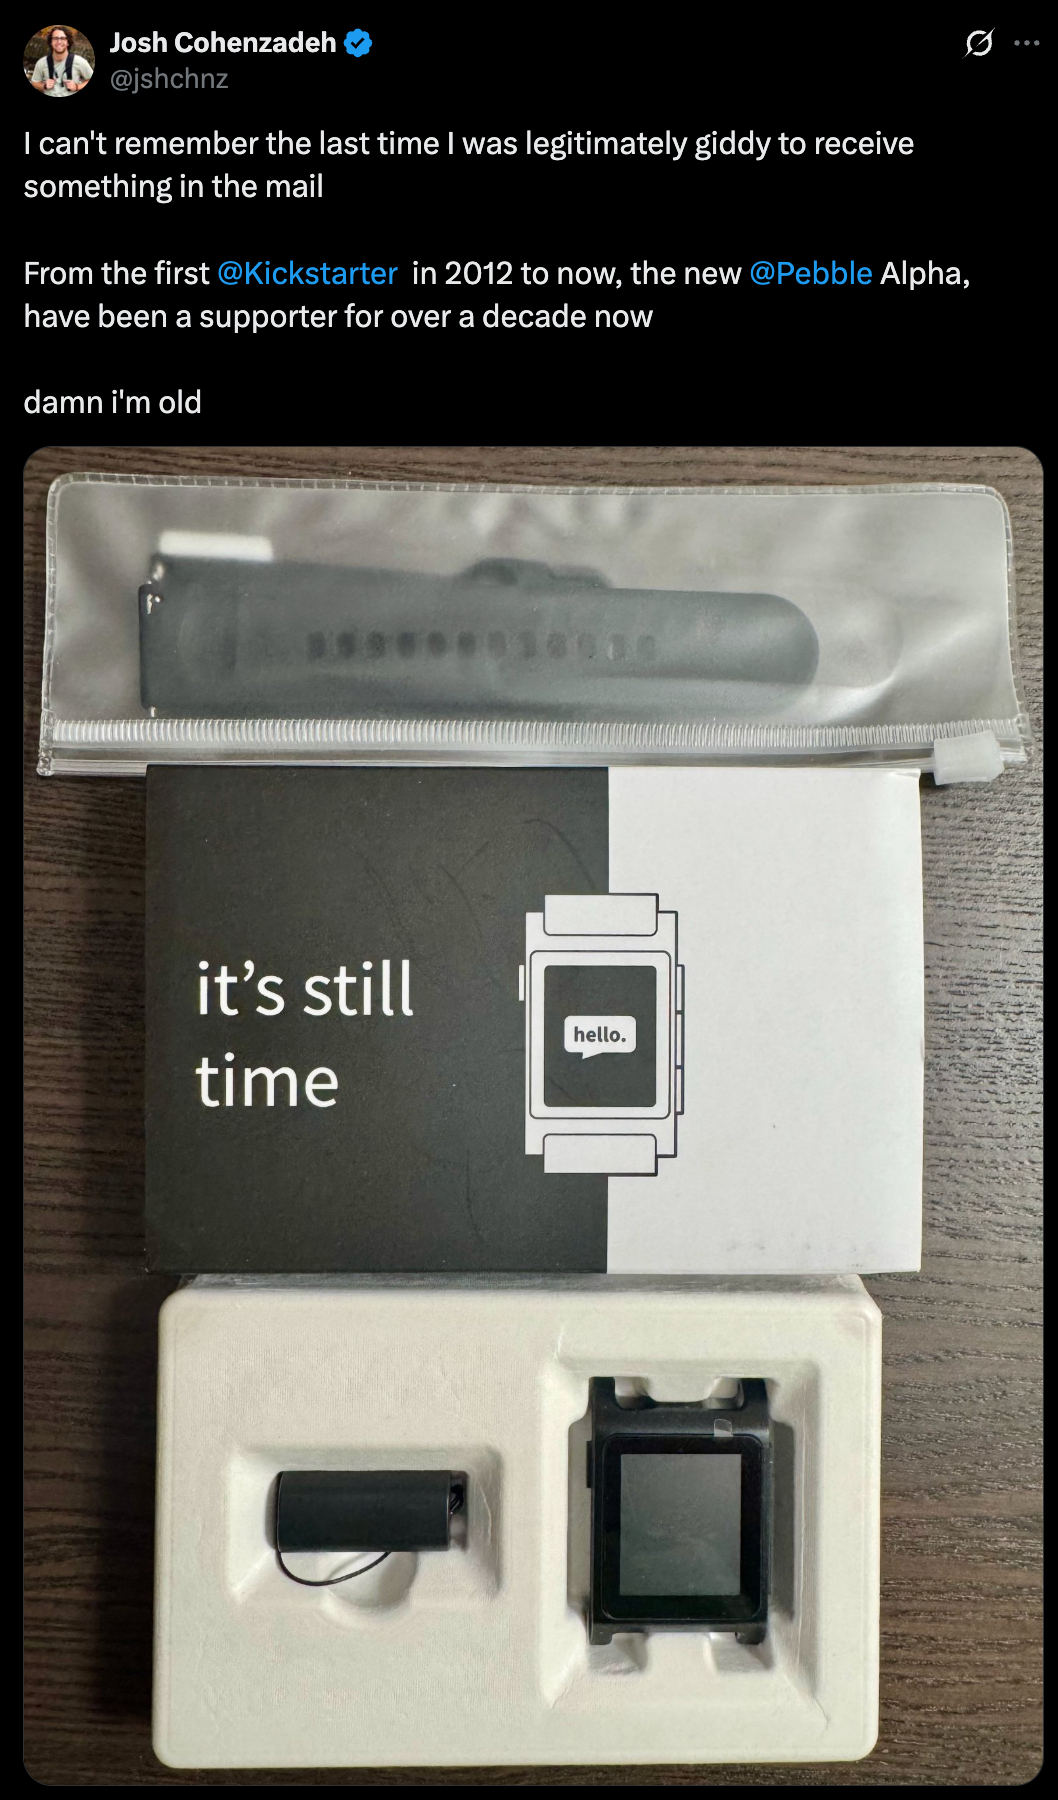 Josh Cohenzadeh
@jshchnz
I can't remember the last time I was legitimately giddy to receive
something in the mail
From the first @Kickstarter in 2012 to now, the new @Pebble Alpha,
have been a supporter for over a decade now
damn i'm old
it's still
time
hello.